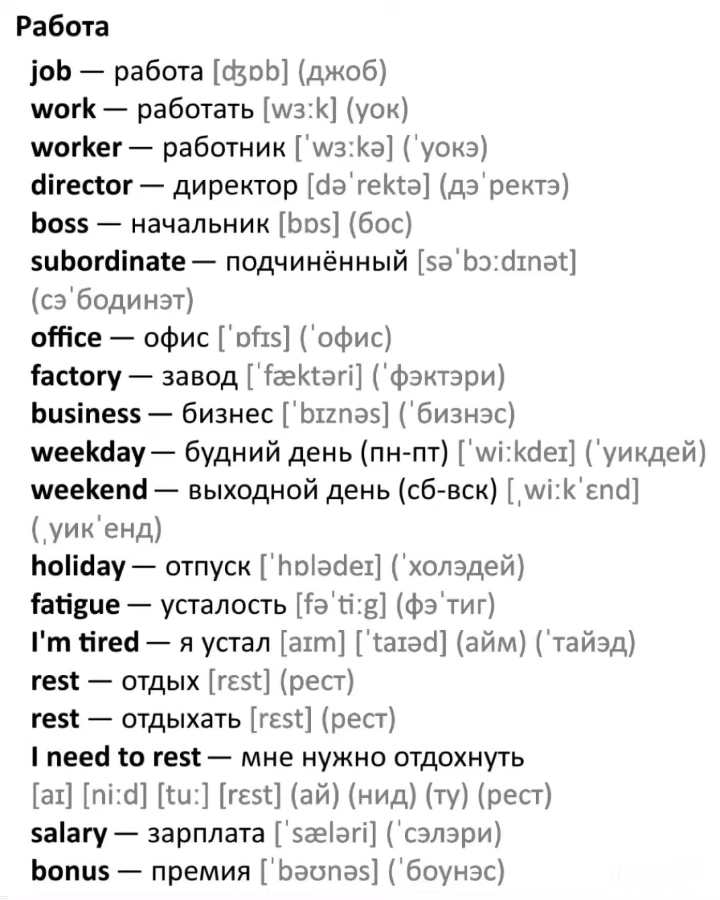 Работа
job — работа [ʤɒb] (джоб)
work — работать [wɜːk] (уок)
worker — работник [ˈwɜːkə] (ˈуокэ)
director — директор [dəˈrektə] (дэˈректэ)
boss — начальник [bɒs] (бос)
subordinate — подчинённый [səˈbɔːdɪnət]
(сэˈбодинэт)
office — офис [ˈɒfɪs] (ˈофис)
factory — завод [ˈfæktəri] (ˈфэктэри)
business — бизнес [ˈbɪznəs] (ˈбизнэс)
weekday — будний день (пн-пт) [ˈwiːkdeɪ] (ˈуикдей)
weekend — выходной день (сб-вск) [ˌwiːkˈɛnd]
(ˌуикˈенд)
holiday — отпуск [ˈhɒlədeɪ] (ˈхолэдей)
fatigue — усталость [fəˈtiːg] (фэˈтиг)
I'm tired — я устал [aɪm] [ˈtaɪəd] (айм) (ˈтайэд)
rest — отдых [rɛst] (рест)
rest — отдыхать [rɛst] (рест)
I need to rest — мне нужно отдохнуть
[aɪ] [niːd] [tuː] [rɛst] (ай) (нид) (ту) (рест)
salary — зарплата [ˈsæləri] (ˈсэлэри)
bonus — премия [ˈbəʊnəs] (ˈбоунэс)